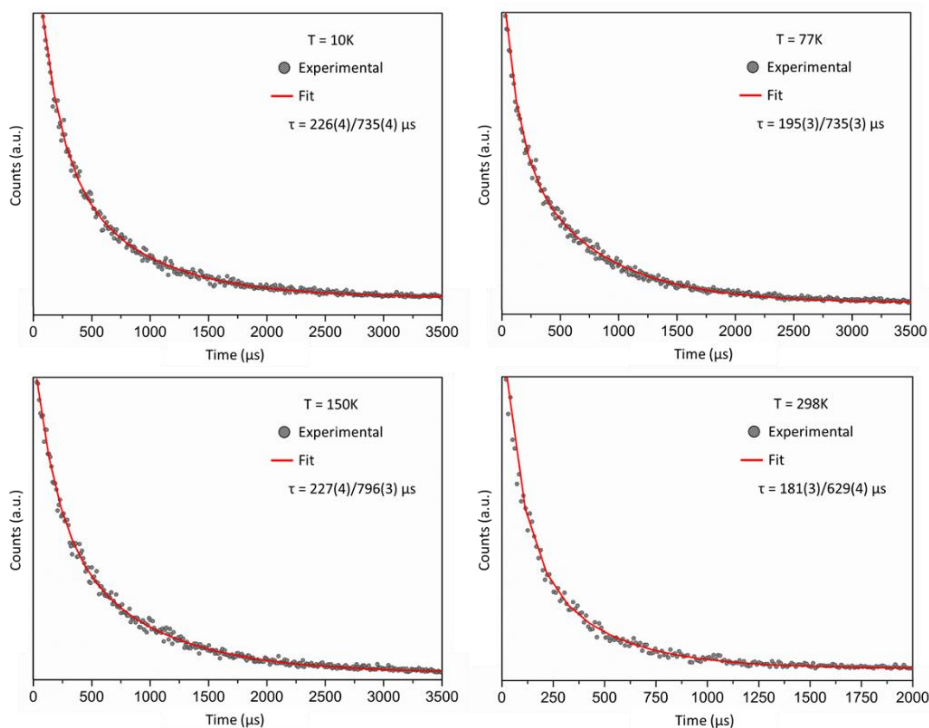 T = 10K
Experimental
Fit
τ = 226(4)/735(4) µs
Counts (a.u.)
0 500 1000 1500 2000 2500 3000 3500
Time (µs)
T = 77K
Experimental
Fit
τ = 195(3)/735(3) µs
Counts (a.u.)
0 500 1000 1500 2000 2500 3000 3500
Time (µs)
T = 150K
Experimental
Fit
τ = 227(4)/796(3) µs
Counts (a.u.)
0 500 1000 1500 2000 2500 3000 3500
Time (µs)
T = 298K
Experimental
Fit
τ = 181(3)/629(4) µs
Counts (a.u.)
0 250 500 750 1000 1250 1500 1750 2000
Time (µs)